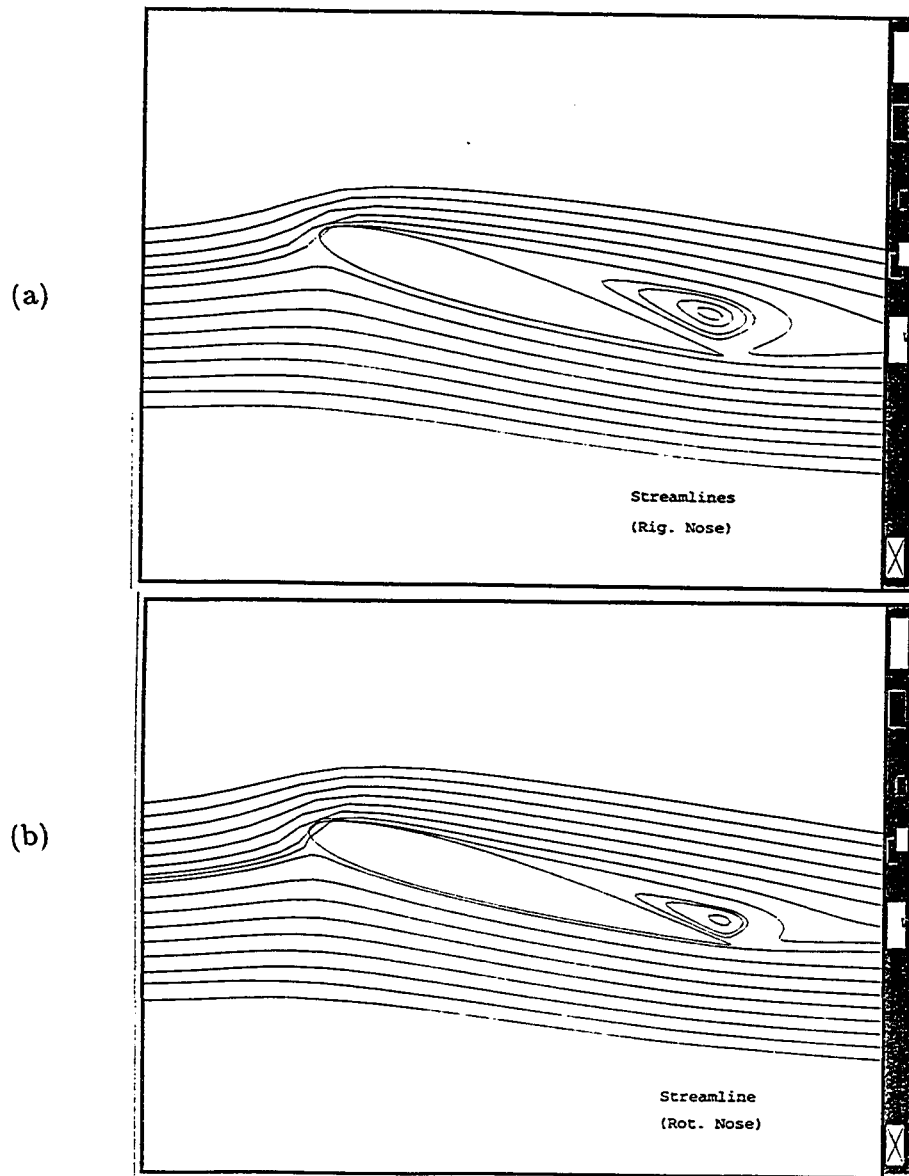 (a)
Streamlines
(Rig. Nose)
(b)
Streamline
(Rot. Nose)